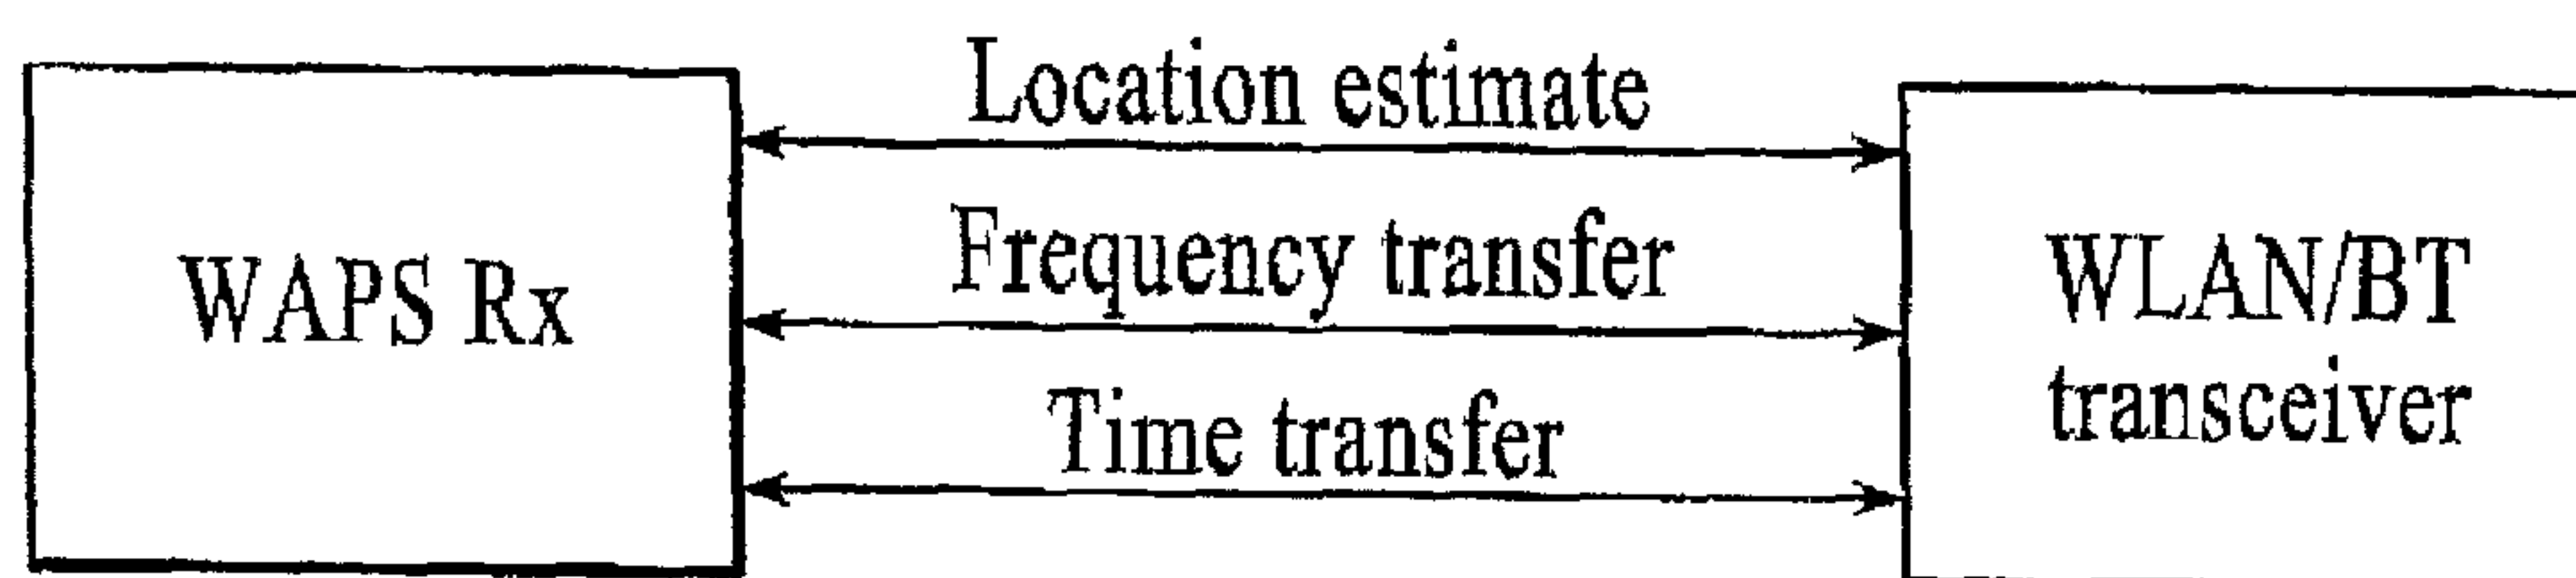 Location estimate
Frequency transfer
Time transfer
WAPS Rx
WLAN/BT
transceiver